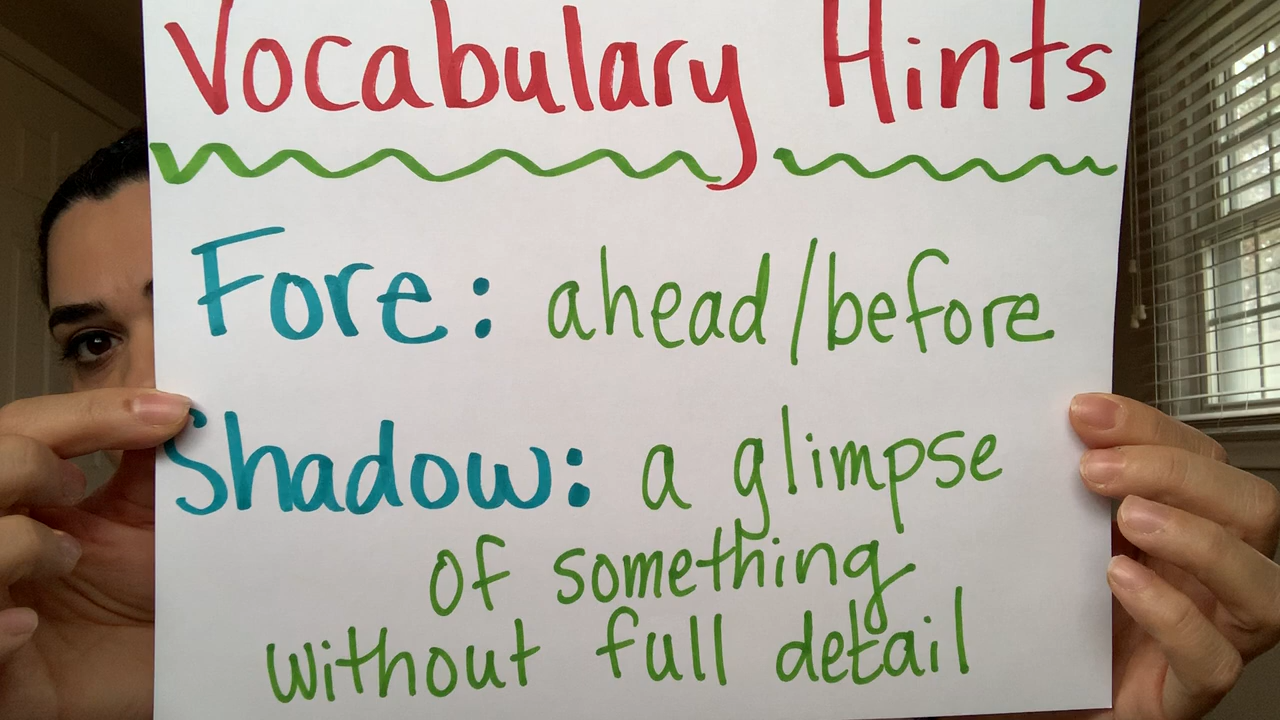 Vocabulary Hints
Fore: ahead/before
Shadow: a glimpse
of something
without full detail